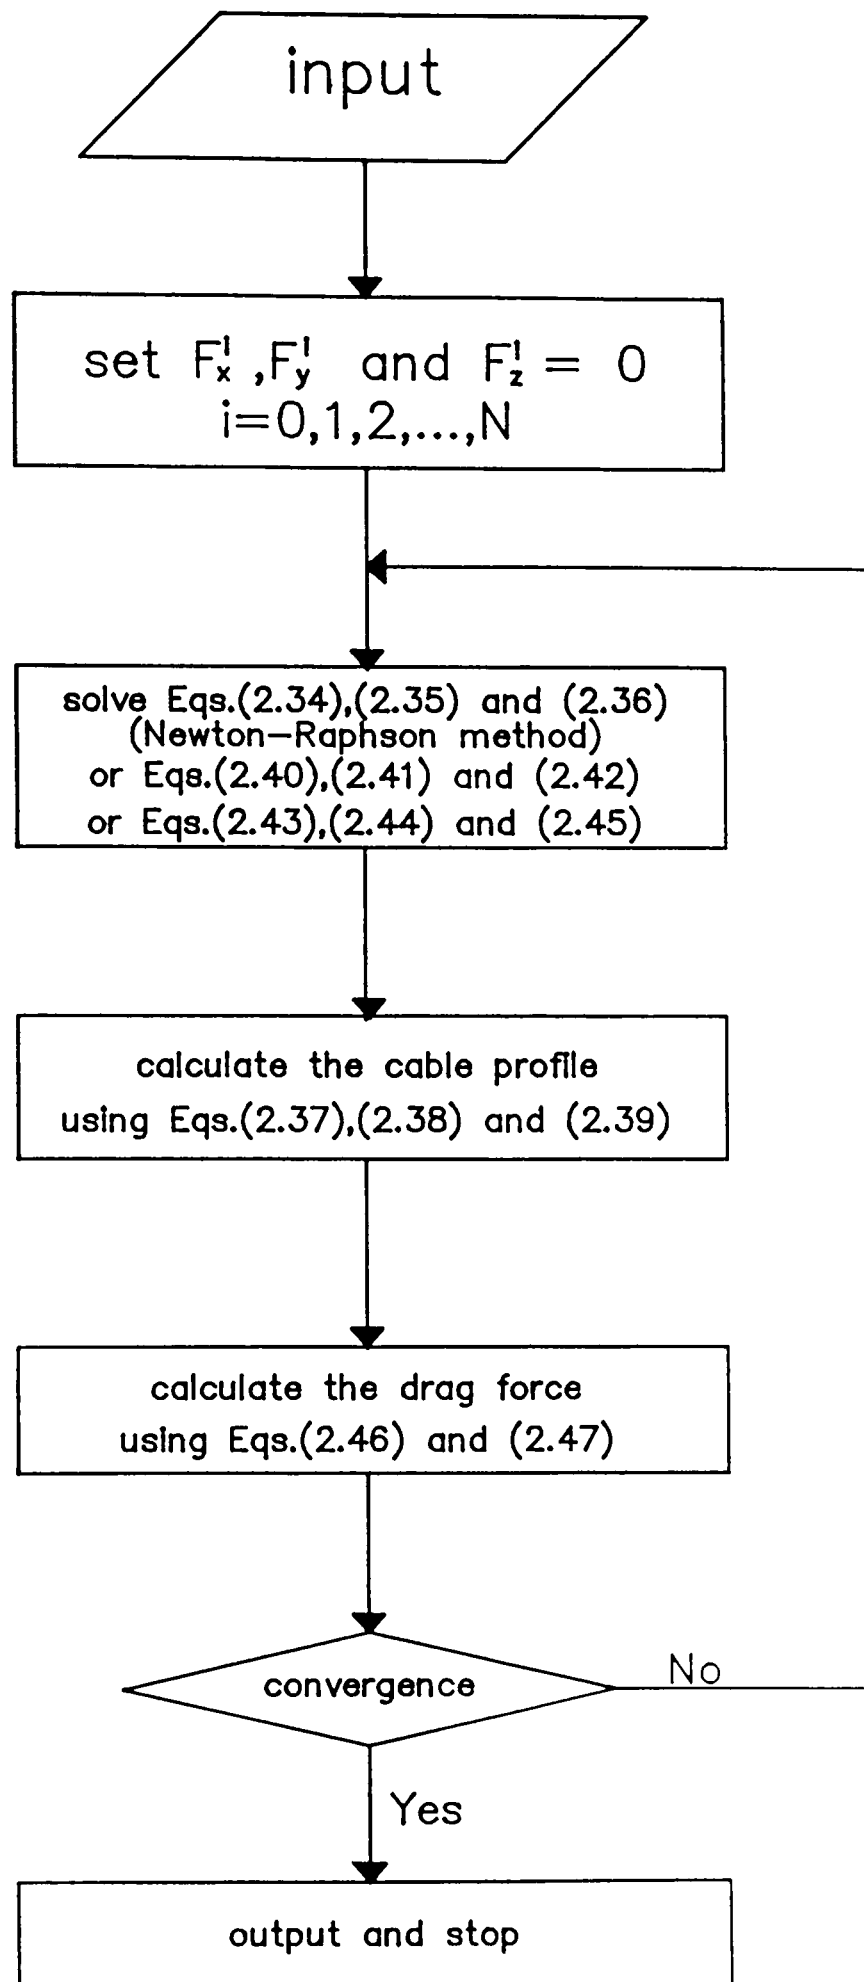 input
set F_x^i ,F_y^i and F_z^i = 0
i=0,1,2,...,N
solve Eqs.(2.34),(2.35) and (2.36)
(Newton-Raphson method)
or Eqs.(2.40),(2.41) and (2.42)
or Eqs.(2.43),(2.44) and (2.45)
calculate the cable profile
using Eqs.(2.37),(2.38) and (2.39)
calculate the drag force
using Eqs.(2.46) and (2.47)
convergence
No
Yes
output and stop